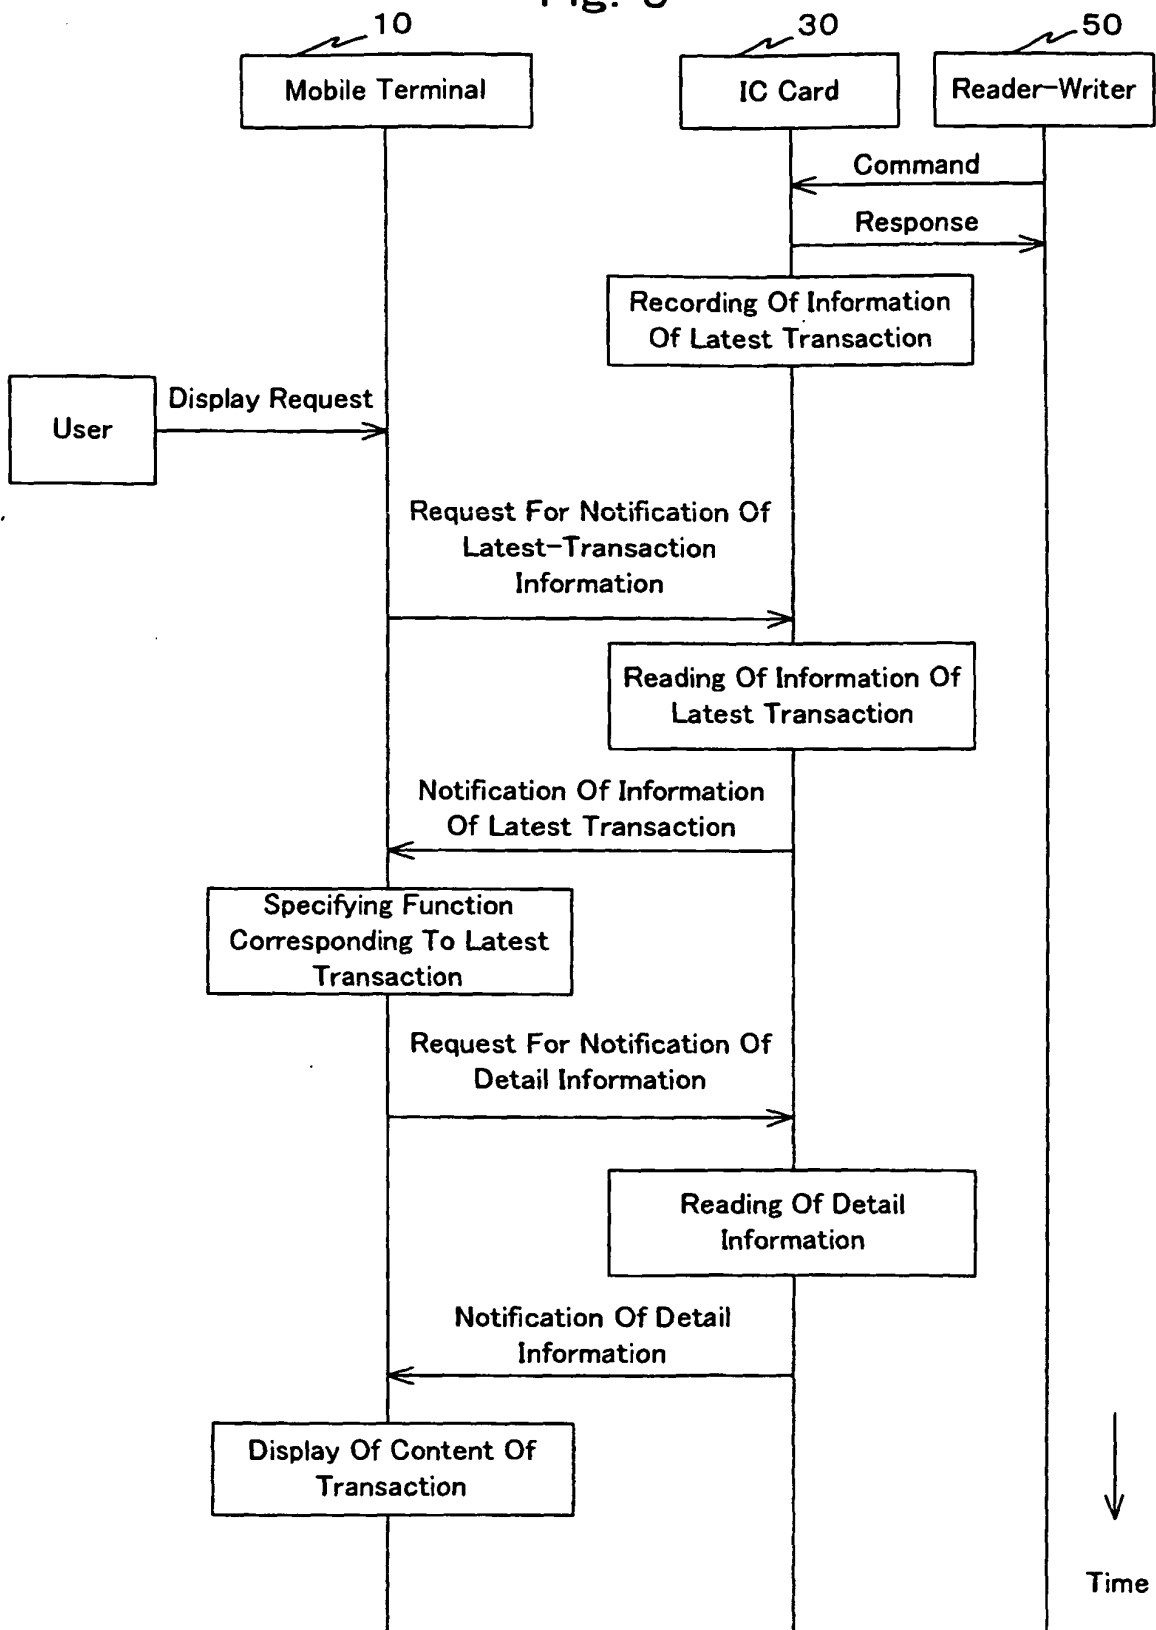 10
30
50
Mobile Terminal
IC Card
Reader-Writer
Command
Response
Recording Of Information
Of Latest Transaction
User
Display Request
Request For Notification Of
Latest-Transaction
Information
Reading Of Information Of
Latest Transaction
Notification Of Information
Of Latest Transaction
Specifying Function
Corresponding To Latest
Transaction
Request For Notification Of
Detail Information
Reading Of Detail
Information
Notification Of Detail
Information
Display Of Content Of
Transaction
Time